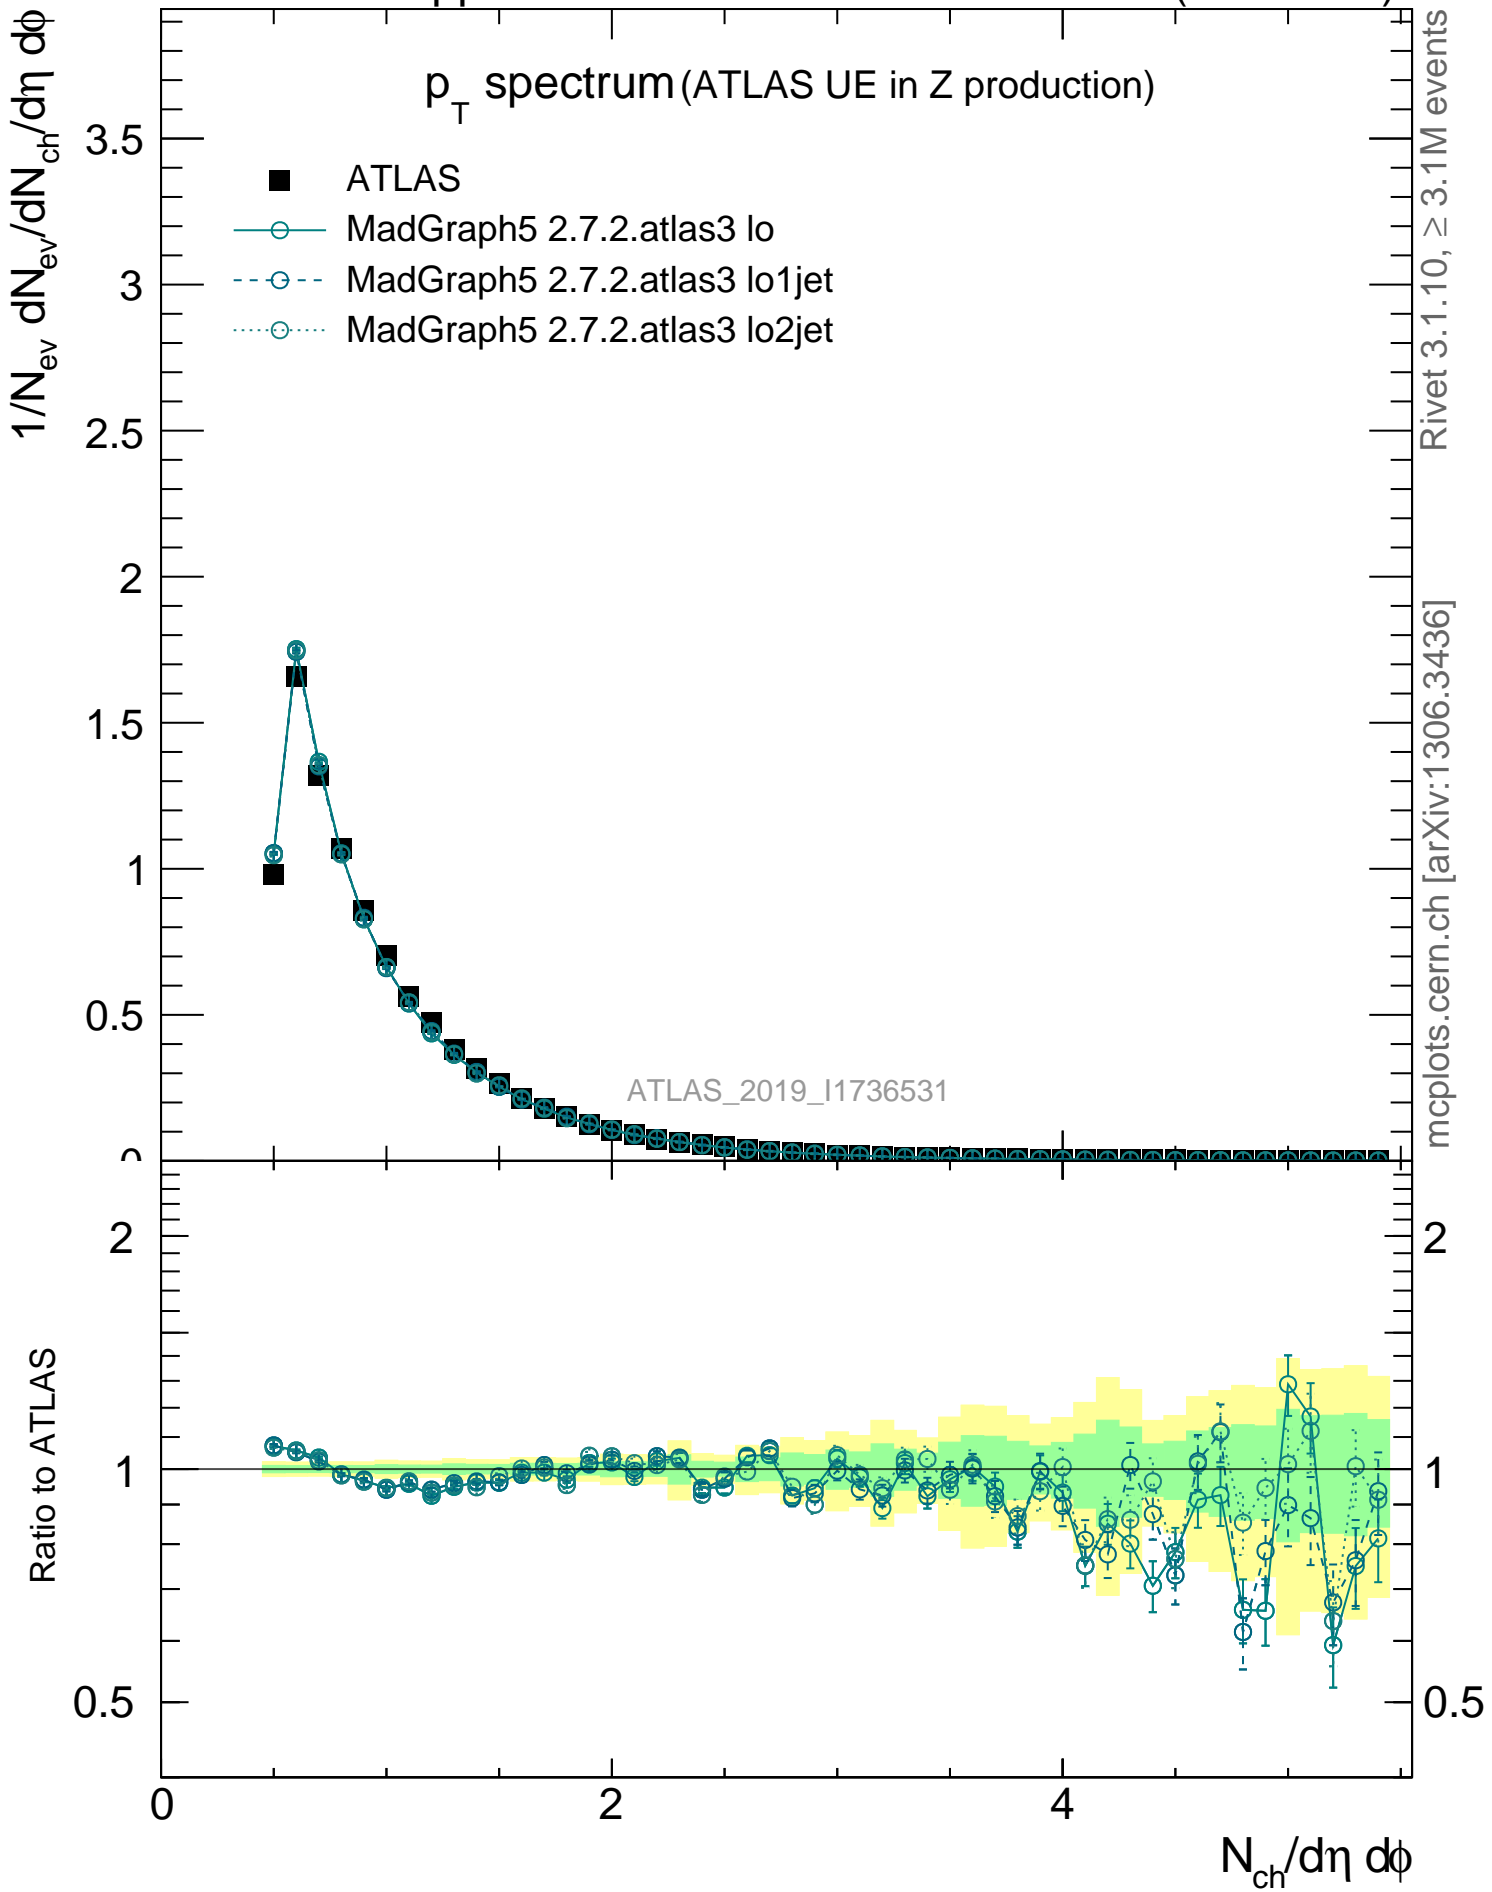 pp
p_T spectrum (ATLAS UE in Z production)
ATLAS
MadGraph5 2.7.2.atlas3 lo
MadGraph5 2.7.2.atlas3 lo1jet
MadGraph5 2.7.2.atlas3 lo2jet
1/N_ev dN_ev/dN_ch/dη dϕ
3.5
3
2.5
2
1.5
1
0.5
0
ATLAS_2019_I1736531
Rivet 3.1.10, ≥ 3.1M events
mcplots.cern.ch [arXiv:1306.3436]
Ratio to ATLAS
2
1
0.5
2
1
0.5
0
2
4
N_ch/dη dϕ